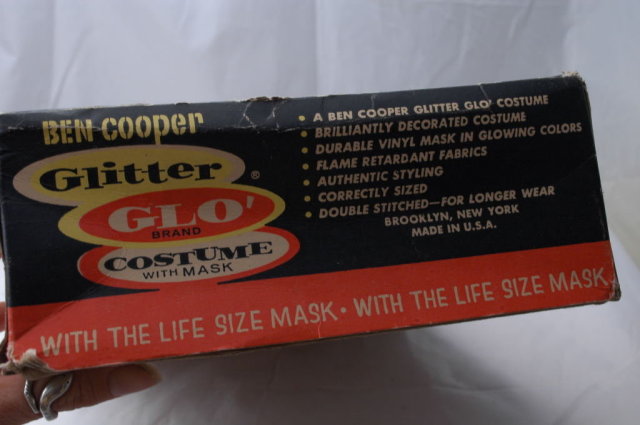 BEN COOPER
Glitter ®
GLO'
BRAND
COSTUME
WITH MASK
• A BEN COOPER GLITTER GLO' COSTUME
• BRILLIANTLY DECORATED COSTUME
• DURABLE VINYL MASK IN GLOWING COLORS
• FLAME RETARDANT FABRICS
• AUTHENTIC STYLING
• CORRECTLY SIZED
• DOUBLE STITCHED—FOR LONGER WEAR
BROOKLYN, NEW YORK
MADE IN U.S.A.
WITH THE LIFE SIZE MASK • WITH THE LIFE SIZE MASK